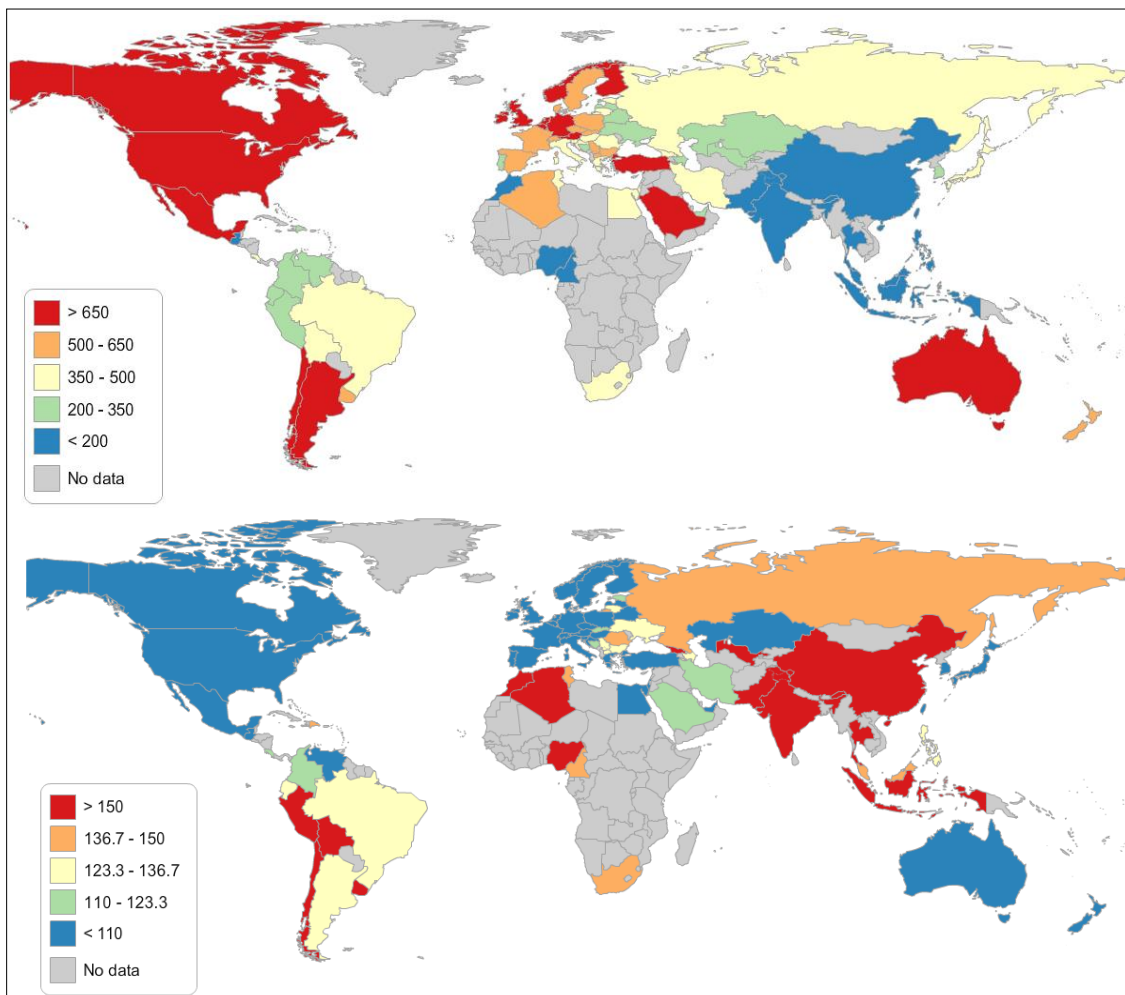 > 650
500 - 650
350 - 500
200 - 350
< 200
No data
> 150
136.7 - 150
123.3 - 136.7
110 - 123.3
< 110
No data